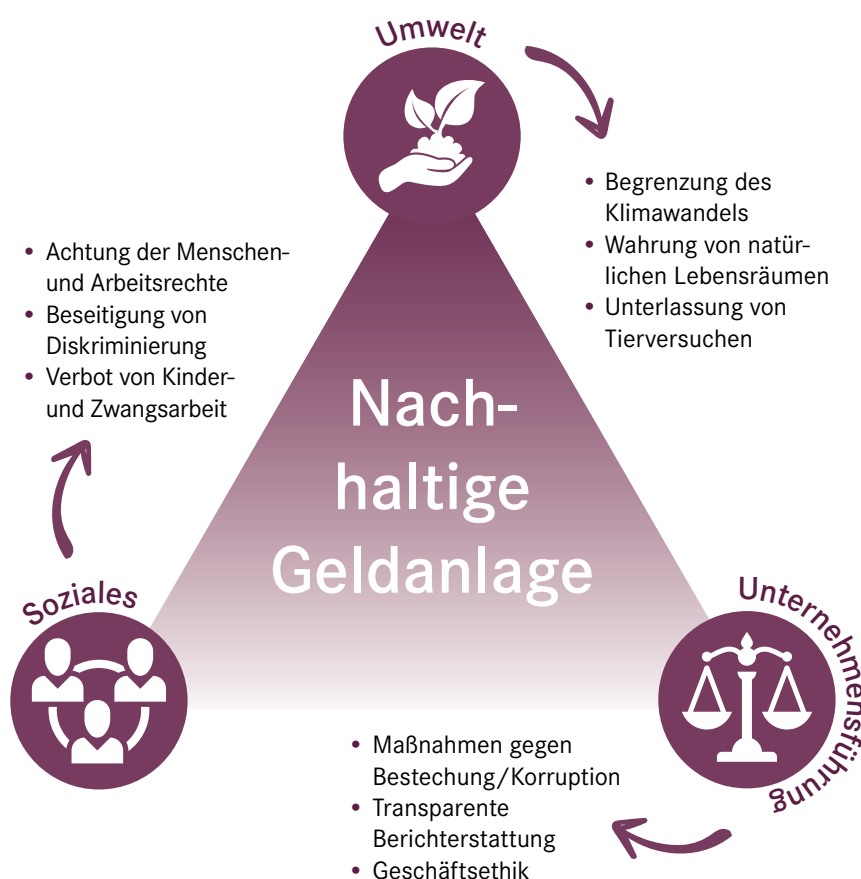 Umwelt
• Begrenzung des
Klimawandels
• Wahrung von natür-
lichen Lebensräumen
• Unterlassung von
Tierversuchen
• Achtung der Menschen-
und Arbeitsrechte
• Beseitigung von
Diskriminierung
• Verbot von Kinder-
und Zwangsarbeit
Nach-
haltige
Geldanlage
Soziales
Unternehmensführung
• Maßnahmen gegen
Bestechung/Korruption
• Transparente
Berichterstattung
• Geschäftsethik